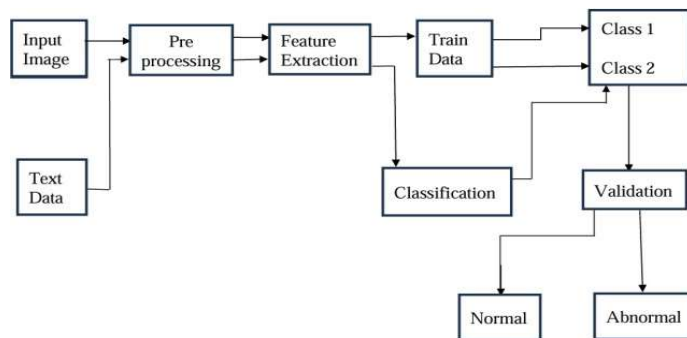 Input
Image
Pre
processing
Feature
Extraction
Train
Data
Class 1
Class 2
Text
Data
Classification
Validation
Normal
Abnormal